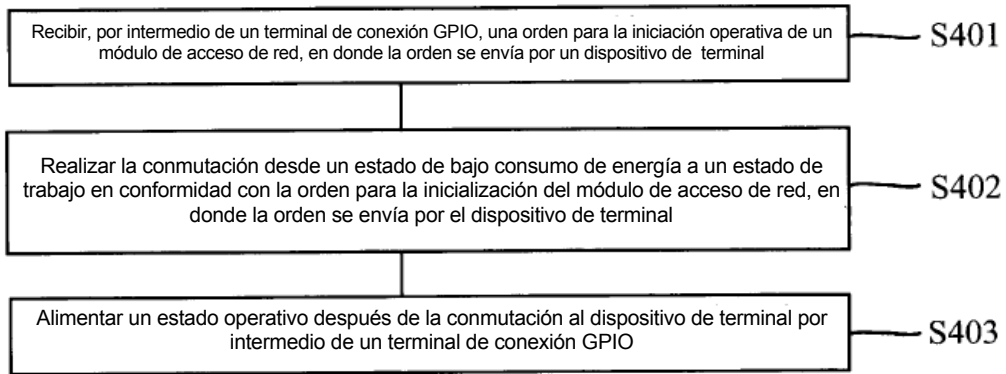 Recibir, por intermedio de un terminal de conexión GPIO, una orden para la iniciación operativa de un
módulo de acceso de red, en donde la orden se envía por un dispositivo de terminal
S401
Realizar la conmutación desde un estado de bajo consumo de energía a un estado de
trabajo en conformidad con la orden para la inicialización del módulo de acceso de red, en
donde la orden se envía por el dispositivo de terminal
S402
Alimentar un estado operativo después de la conmutación al dispositivo de terminal por
intermedio de un terminal de conexión GPIO
S403